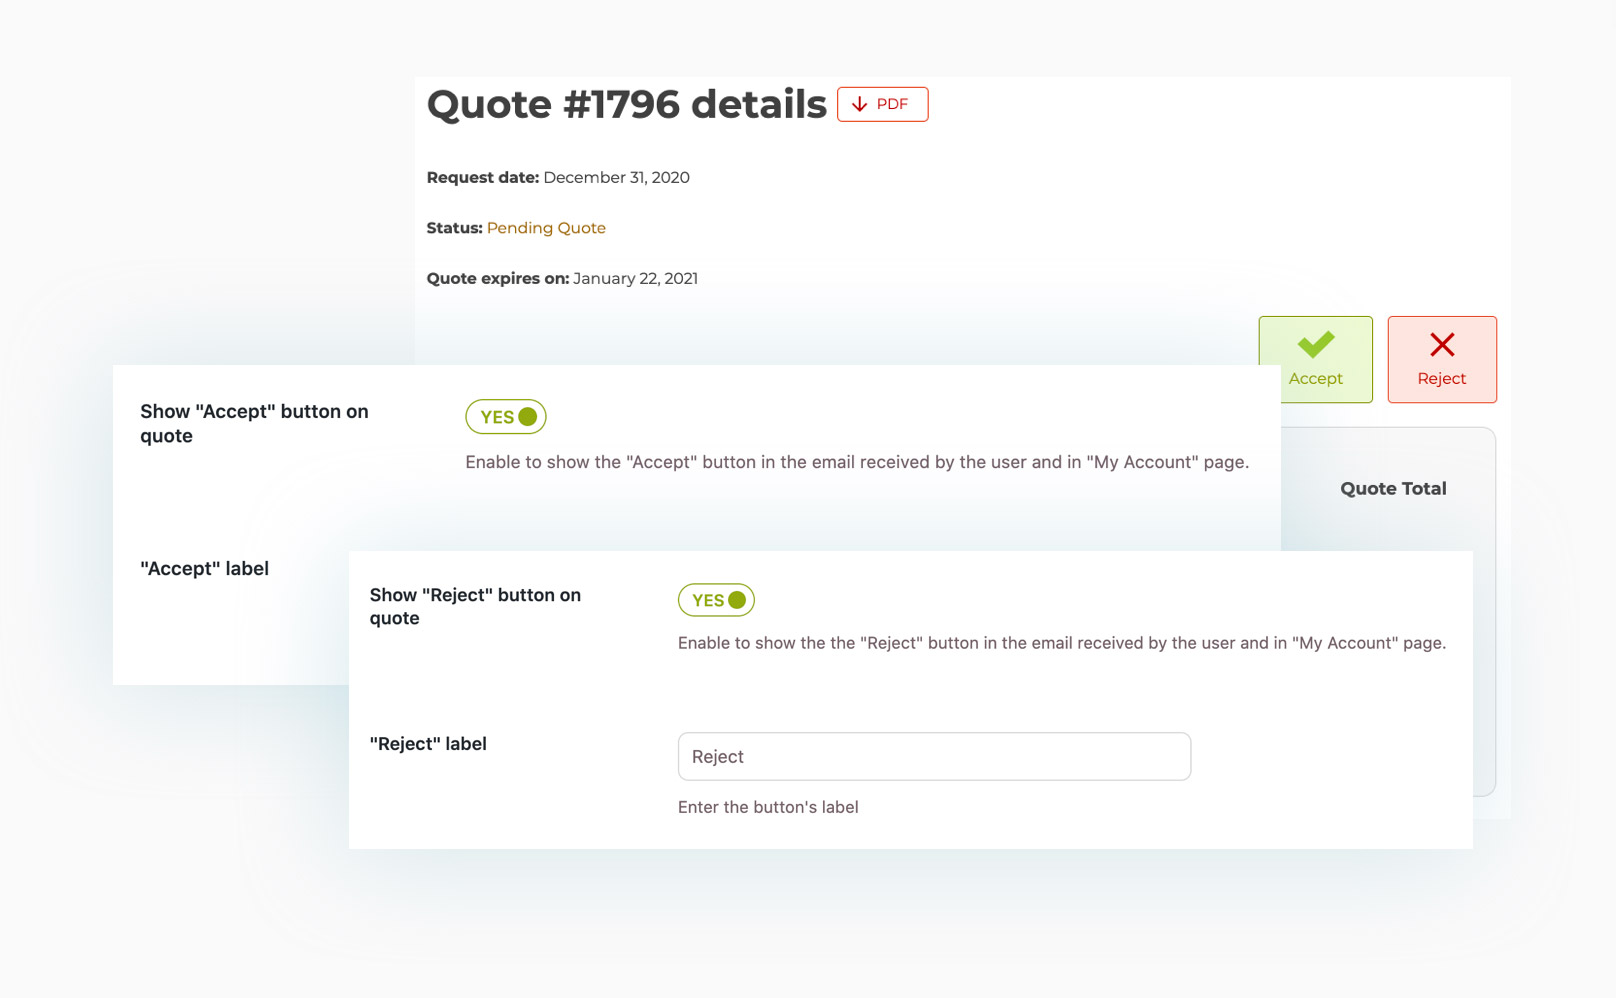 Quote #1796 details
PDF
Request date: December 31, 2020
Status: Pending Quote
Quote expires on: January 22, 2021
Accept
Reject
Quote Total
Show "Accept" button on
quote
YES
Enable to show the "Accept" button in the email received by the user and in "My Account" page.
"Accept" label
Show "Reject" button on
quote
YES
Enable to show the the "Reject" button in the email received by the user and in "My Account" page.
"Reject" label
Reject
Enter the button's label